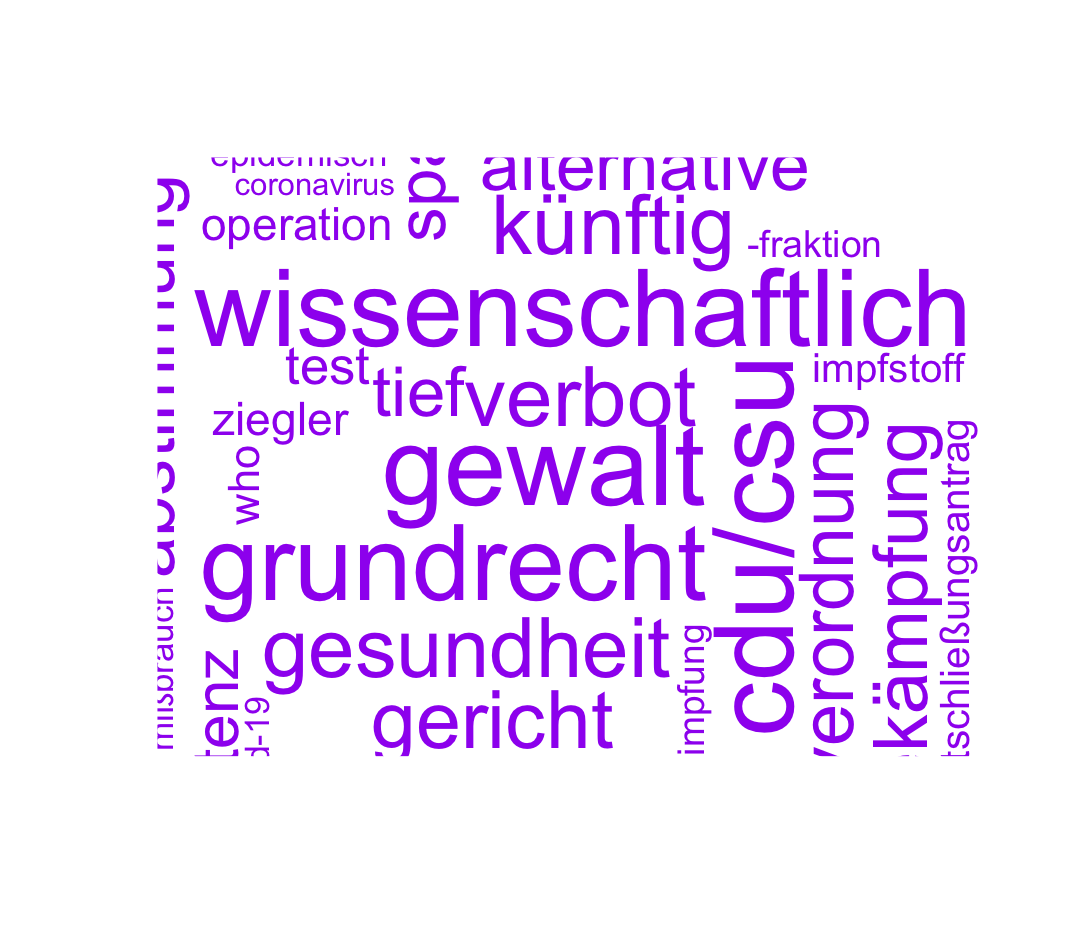 epidemisch
alternative
coronavirus
operation
künftig
-fraktion
wissenschaftlich
test
tief
verbot
impfstoff
ziegler
who
gewalt
cdu/csu
verordnung
kämpfung
tschließungsantrag
abstimmung
grundrecht
gesundheit
missbrauch
tenz
d-19
gericht
impfung